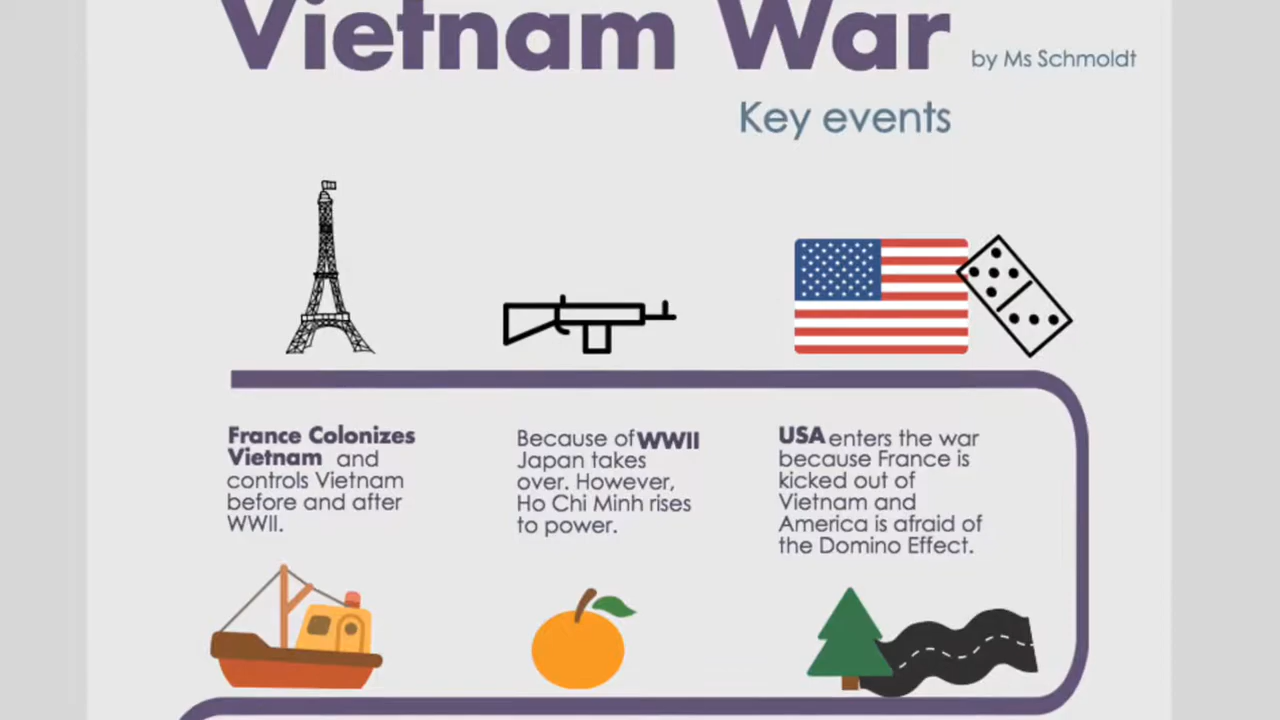 Vietnam War
by Ms Schmoldt
Key events
France Colonizes
Vietnam and
controls Vietnam
before and after
WWII.
Because of WWII
Japan takes
over. However,
Ho Chi Minh rises
to power.
USA enters the war
because France is
kicked out of
Vietnam and
America is afraid of
the Domino Effect.